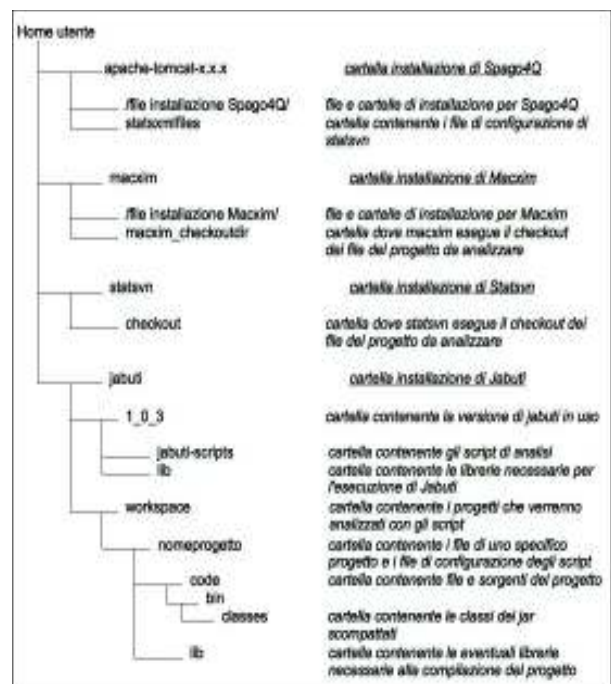 Home utente
apache-tomcat-x.x.x cartella installazione di Spago4Q
/file installazione Spago4Q/ file e cartelle di installazione per Spago4Q
statsxmlfiles cartella contenente i file di configurazione di
statsvn
macxim cartella installazione di Macxim
/file installazione Macxim/ file e cartelle di installazione per Macxim
macxim_checkoutdir cartella dove macxim esegue il checkout
dei file del progetto da analizzare
statsvn cartella installazione di Statsvn
checkout cartella dove statsvn esegue il checkout dei
file del progetto da analizzare
jabuti cartella installazione di Jabuti
1_0_3 cartella contenente la versione di jabuti in uso
jabuti-scripts cartella contenente gli script di analisi
lib cartella contenente le librerie necessarie per
l'esecuzione di Jabuti
workspace cartella contenente i progetti che verranno
analizzati con gli script
nomeprogetto cartella contenente i file di uno specifico
progetto e i file di configurazione degli script
code cartella contenente file e sorgenti del progetto
bin
classes cartella contenente le classi dei jar
scompattati
lib cartella contenente le eventuali librerie
necessarie alla compilazione del progetto